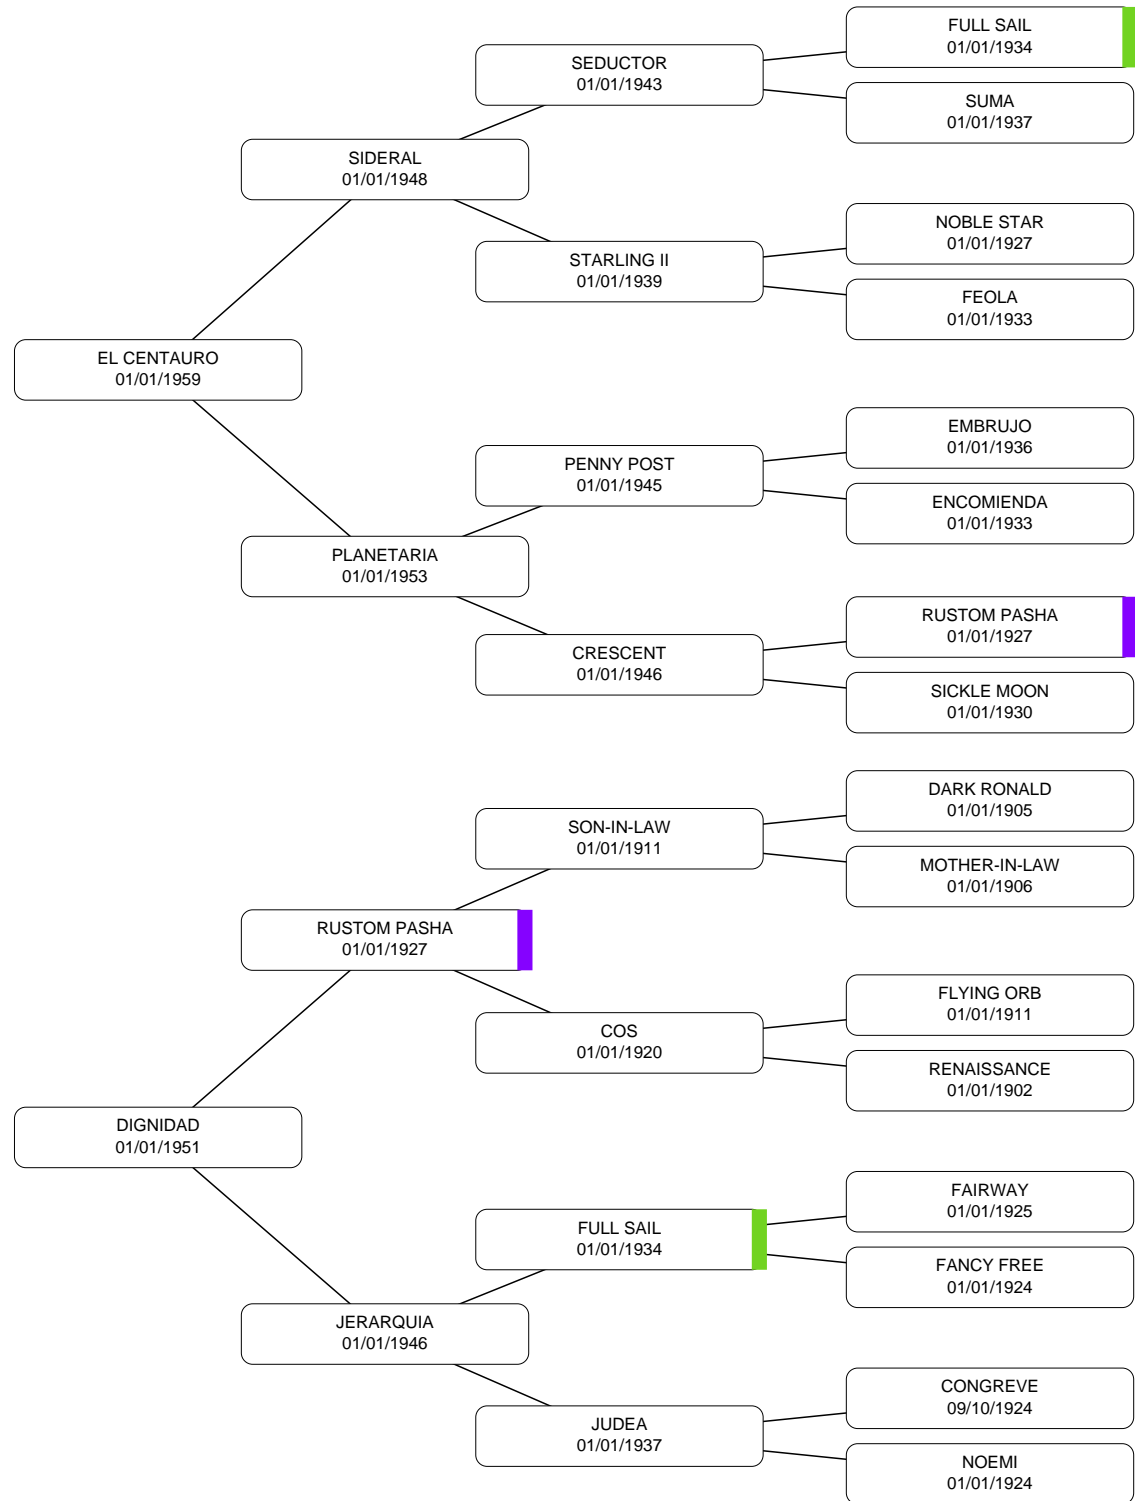 FULL SAIL
01/01/1934
SEDUCTOR
01/01/1943
SUMA
01/01/1937
SIDERAL
01/01/1948
NOBLE STAR
01/01/1927
STARLING II
01/01/1939
FEOLA
01/01/1933
EL CENTAURO
01/01/1959
EMBRUJO
01/01/1936
PENNY POST
01/01/1945
ENCOMIENDA
01/01/1933
PLANETARIA
01/01/1953
RUSTOM PASHA
01/01/1927
CRESCENT
01/01/1946
SICKLE MOON
01/01/1930
DARK RONALD
01/01/1905
SON-IN-LAW
01/01/1911
MOTHER-IN-LAW
01/01/1906
RUSTOM PASHA
01/01/1927
FLYING ORB
01/01/1911
COS
01/01/1920
RENAISSANCE
01/01/1902
DIGNIDAD
01/01/1951
FAIRWAY
01/01/1925
FULL SAIL
01/01/1934
FANCY FREE
01/01/1924
JERARQUIA
01/01/1946
CONGREVE
09/10/1924
JUDEA
01/01/1937
NOEMI
01/01/1924